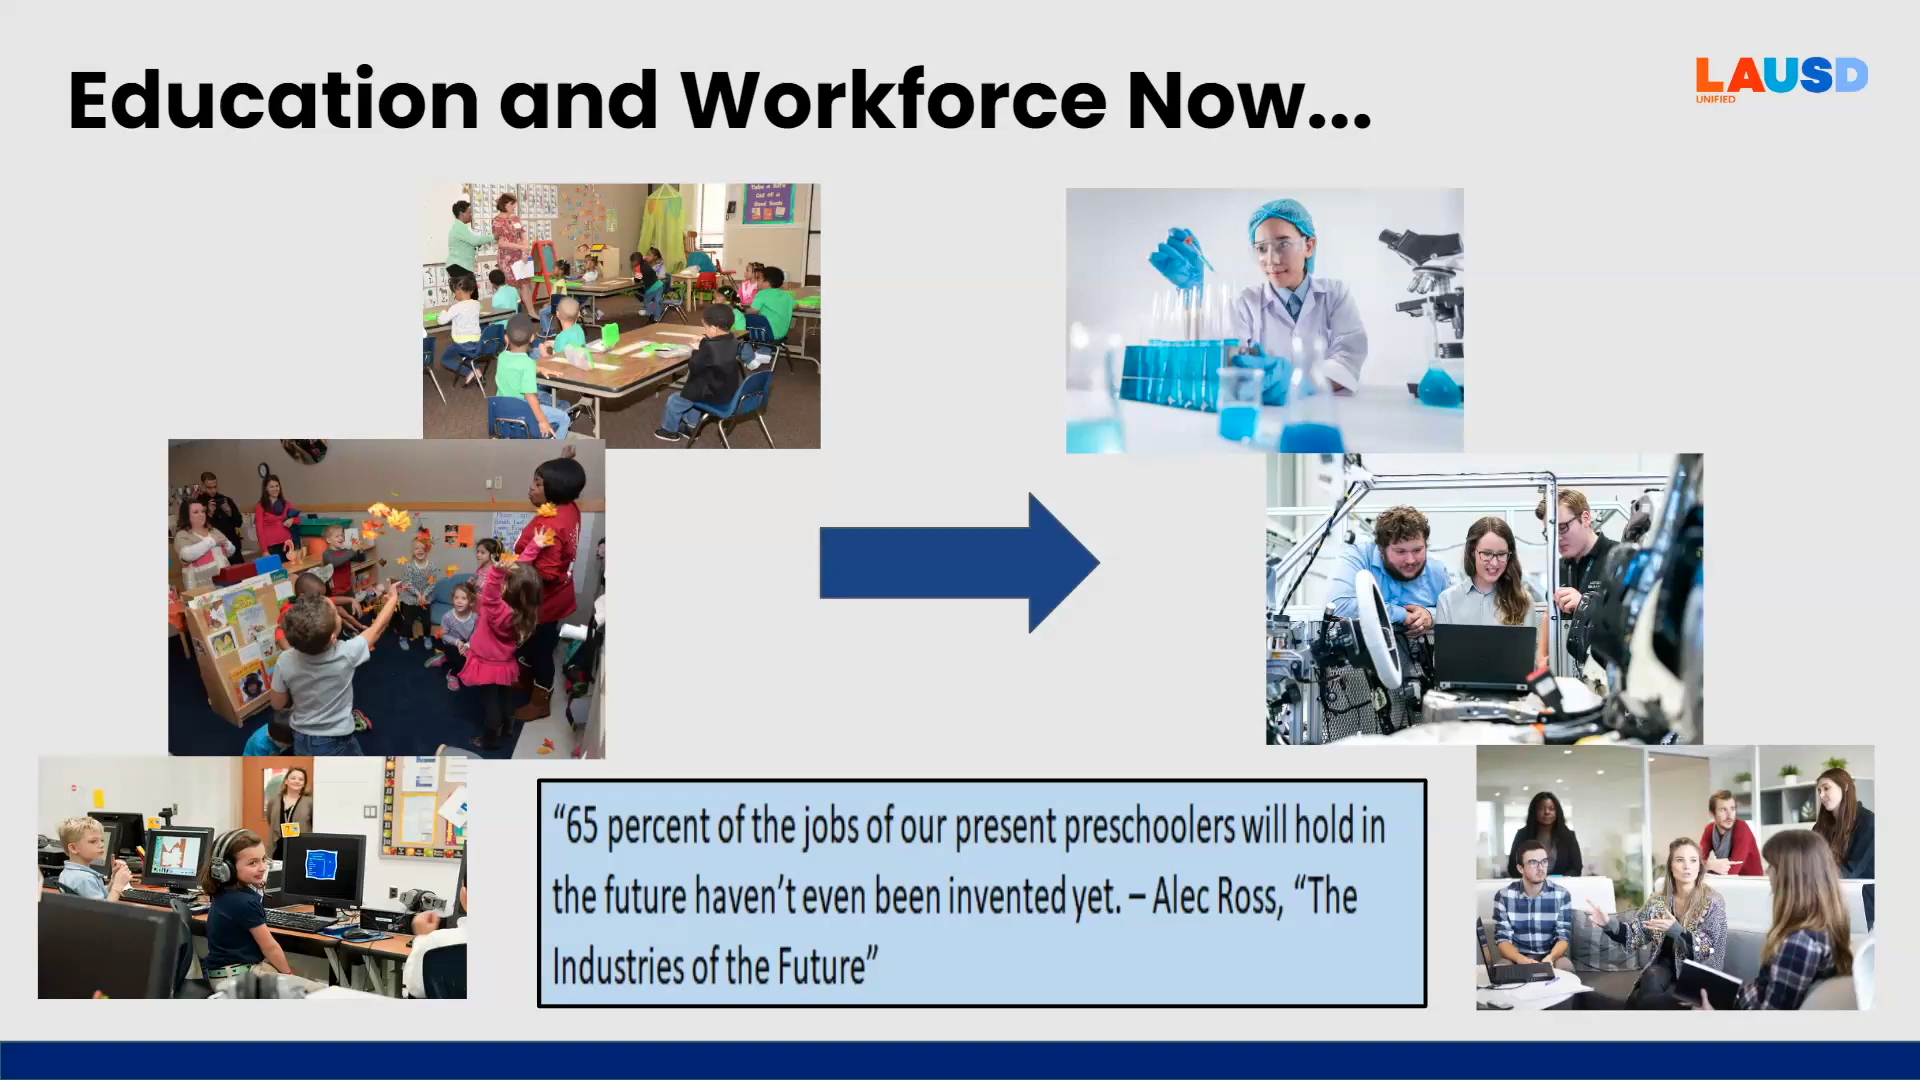 Education and Workforce Now...
LAUSD
UNIFIED
“65 percent of the jobs of our present preschoolers will hold in
the future haven’t even been invented yet. – Alec Ross, “The
Industries of the Future”